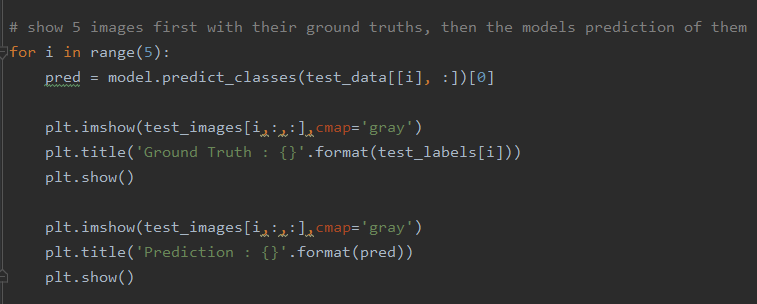 # show 5 images first with their ground truths, then the models prediction of them
for i in range(5):
    pred = model.predict_classes(test_data[[i], :])[0]

    plt.imshow(test_images[i,:,:],cmap='gray')
    plt.title('Ground Truth : {}'.format(test_labels[i]))
    plt.show()

    plt.imshow(test_images[i,:,:],cmap='gray')
    plt.title('Prediction : {}'.format(pred))
    plt.show()